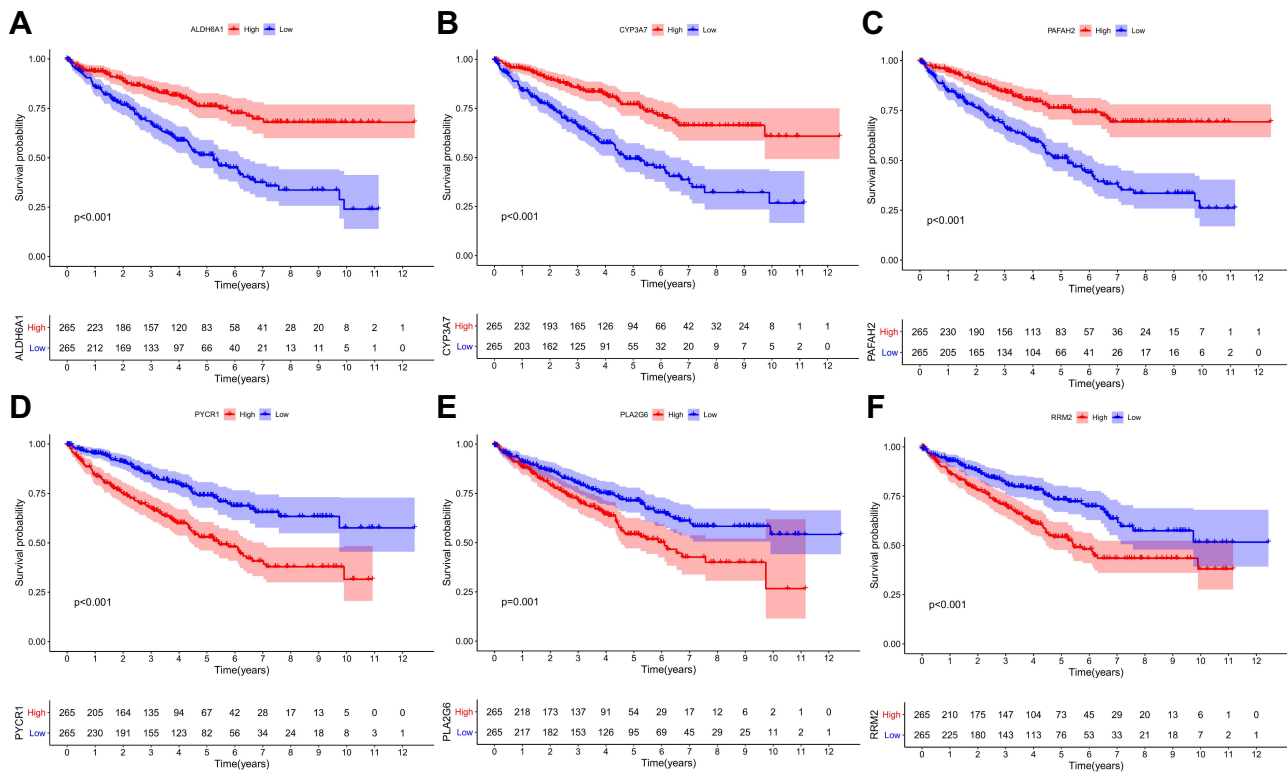 A
ALDH6A1 High Low
Survival probability
1.00
0.75
0.50
0.25
0.00
p<0.001
0 1 2 3 4 5 6 7 8 9 10 11 12
Time(years)
ALDH6A1
High 265 223 186 157 120 83 58 41 28 20 8 2 1
Low 265 212 169 133 97 66 40 21 13 11 5 1 0
0 1 2 3 4 5 6 7 8 9 10 11 12
Time(years)
B
CYP3A7 High Low
Survival probability
1.00
0.75
0.50
0.25
0.00
p<0.001
0 1 2 3 4 5 6 7 8 9 10 11 12
Time(years)
CYP3A7
High 265 232 193 165 126 94 66 42 32 24 8 1 1
Low 265 203 162 125 91 55 32 20 9 7 5 2 0
0 1 2 3 4 5 6 7 8 9 10 11 12
Time(years)
C
PAFAH2 High Low
Survival probability
1.00
0.75
0.50
0.25
0.00
p<0.001
0 1 2 3 4 5 6 7 8 9 10 11 12
Time(years)
PAFAH2
High 265 230 190 156 113 83 57 36 24 15 7 1 1
Low 265 205 165 134 104 66 41 26 17 16 6 2 0
0 1 2 3 4 5 6 7 8 9 10 11 12
Time(years)
D
PYCR1 High Low
Survival probability
1.00
0.75
0.50
0.25
0.00
p<0.001
0 1 2 3 4 5 6 7 8 9 10 11 12
Time(years)
PYCR1
High 265 205 164 135 94 67 42 28 17 13 5 0 0
Low 265 230 191 155 123 82 56 34 24 18 8 3 1
0 1 2 3 4 5 6 7 8 9 10 11 12
Time(years)
E
PLA2G6 High Low
Survival probability
1.00
0.75
0.50
0.25
0.00
p=0.001
0 1 2 3 4 5 6 7 8 9 10 11 12
Time(years)
PLA2G6
High 265 218 173 137 91 54 29 17 12 6 2 1 0
Low 265 217 182 153 126 95 69 45 29 25 11 2 1
0 1 2 3 4 5 6 7 8 9 10 11 12
Time(years)
F
RRM2 High Low
Survival probability
1.00
0.75
0.50
0.25
0.00
p<0.001
0 1 2 3 4 5 6 7 8 9 10 11 12
Time(years)
RRM2
High 265 210 175 147 104 73 45 29 20 13 6 1 0
Low 265 225 180 143 113 76 53 33 21 18 7 2 1
0 1 2 3 4 5 6 7 8 9 10 11 12
Time(years)